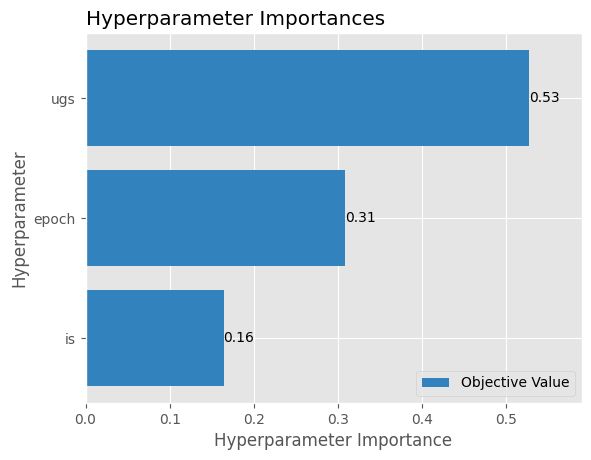 Hyperparameter Importances
ugs
0.53
epoch
0.31
is
0.16
Hyperparameter
Objective Value
0.0 0.1 0.2 0.3 0.4 0.5
Hyperparameter Importance